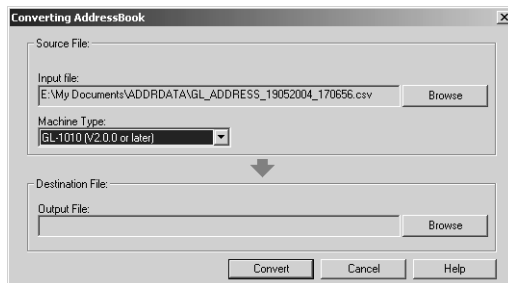 Converting AddressBook
Source File:
Input file:
E:\My Documents\ADDRDATA\GL_ADDRESS_19052004_170656.csv
Browse
Machine Type:
GL-1010 (V2.0.0 or later)
Destination File:
Output File:
Browse
Convert
Cancel
Help